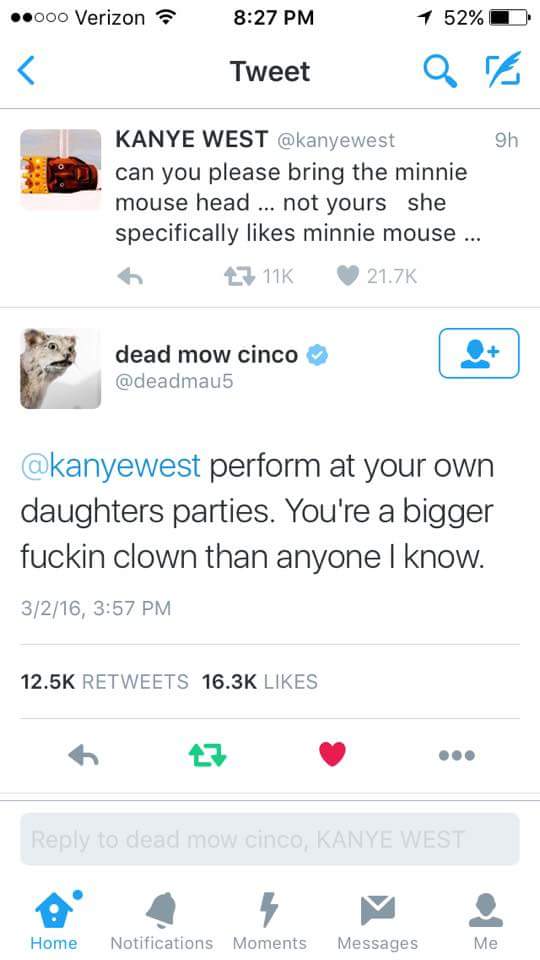 Verizon 8:27 PM 52%
Tweet
KANYE WEST @kanyewest 9h
can you please bring the minnie
mouse head ... not yours she
specifically likes minnie mouse ...
11K 21.7K
dead mow cinco
@deadmau5
@kanyewest perform at your own
daughters parties. You're a bigger
fuckin clown than anyone I know.
3/2/16, 3:57 PM
12.5K RETWEETS 16.3K LIKES
Reply to dead mow cinco, KANYE WEST
Home Notifications Moments Messages Me